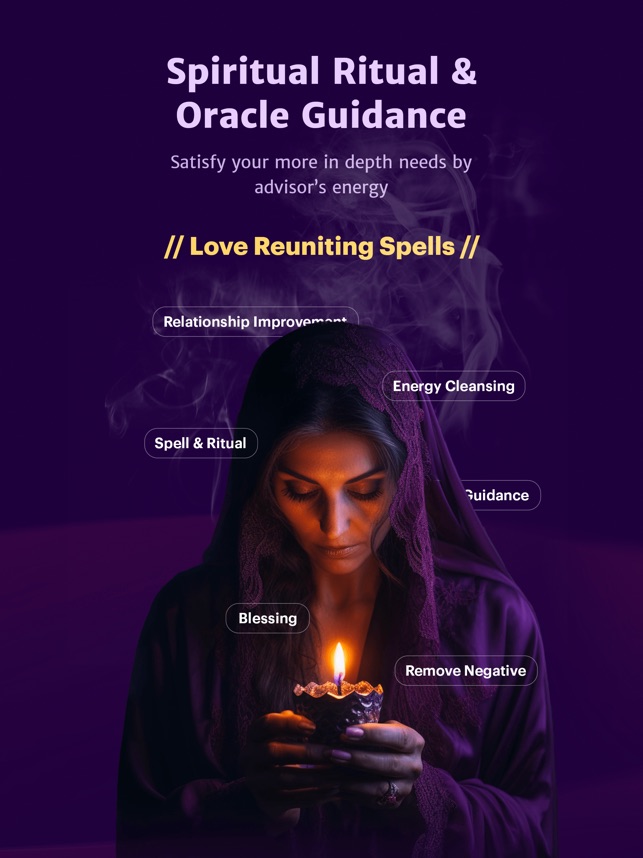 Spiritual Ritual &
Oracle Guidance
Satisfy your more in depth needs by
advisor's energy
// Love Reuniting Spells //
Relationship Improvement
Energy Cleansing
Spell & Ritual
Guidance
Blessing
Remove Negative